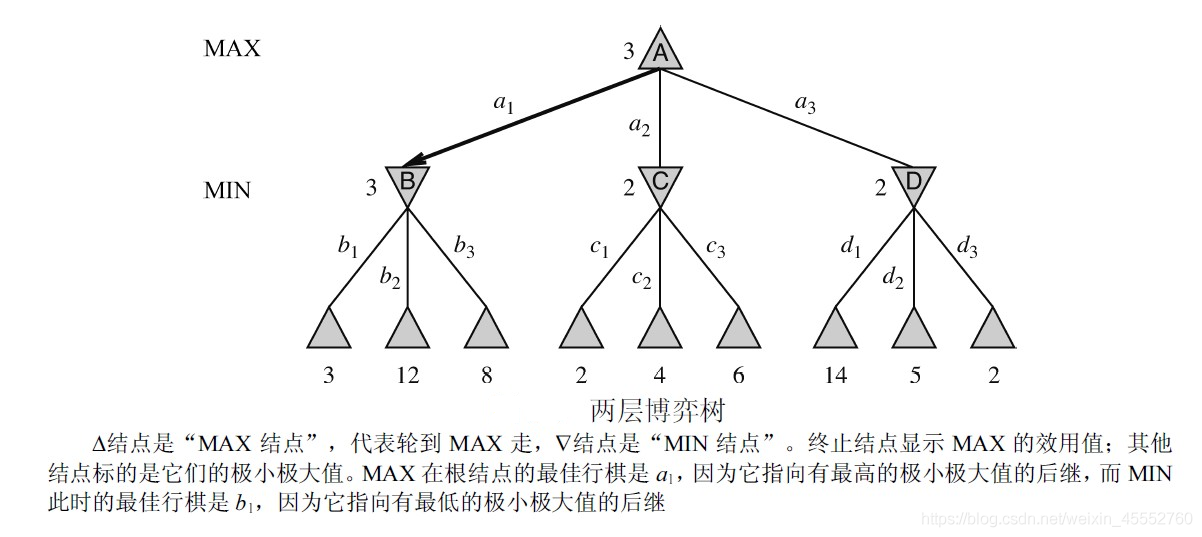 MAX
3 A
a1 a2 a3
MIN
3 B 2 C 2 D
b1 b2 b3 c1 c2 c3 d1 d2 d3
3 12 8 2 4 6 14 5 2
两层博弈树
Δ结点是“MAX 结点”，代表轮到 MAX 走，∇结点是“MIN 结点”。终止结点显示 MAX 的效用值；其他
结点标的是它们的极小极大值。MAX 在根结点的最佳行棋是 a1，因为它指向有最高的极小极大值的后继，而 MIN
此时的最佳行棋是 b1，因为它指向有最低的极小极大值的后继
https://blog.csdn.net/weixin_45552760